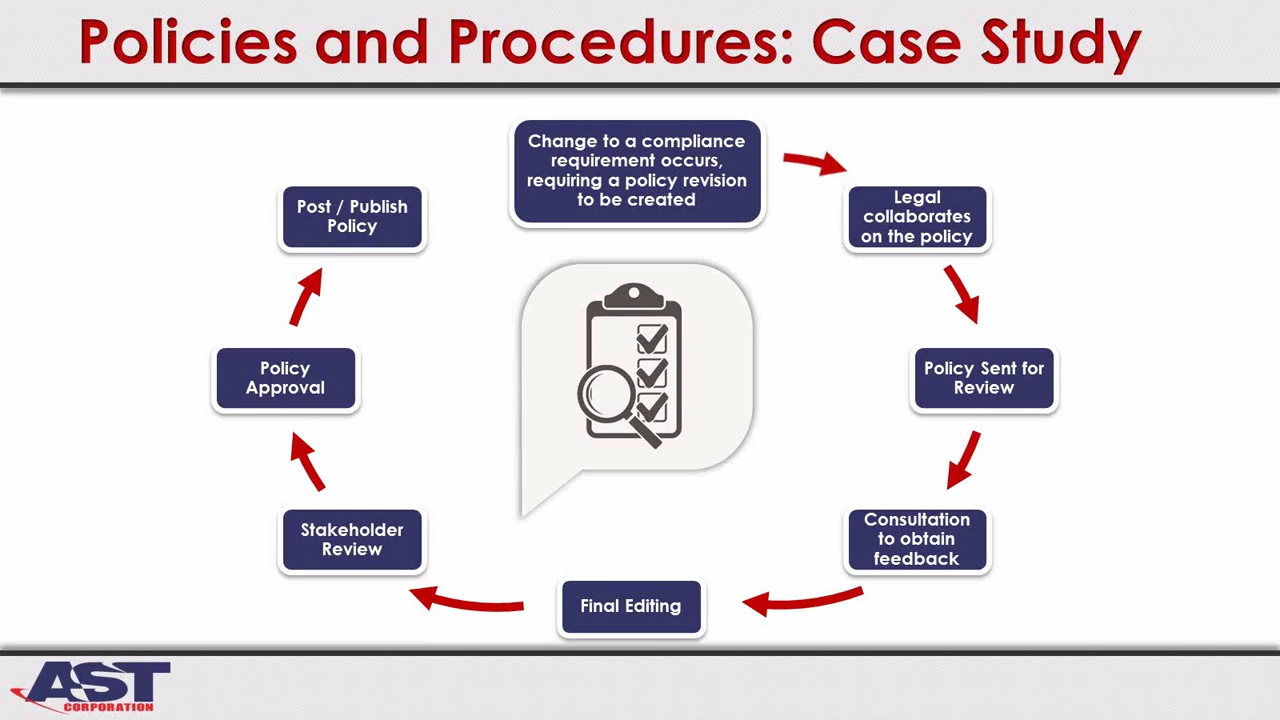 Policies and Procedures: Case Study
Change to a compliance
requirement occurs,
requiring a policy revision
to be created
Legal
collaborates
on the policy
Policy Sent for
Review
Consultation
to obtain
feedback
Final Editing
Stakeholder
Review
Policy
Approval
Post / Publish
Policy
AST
CORPORATION